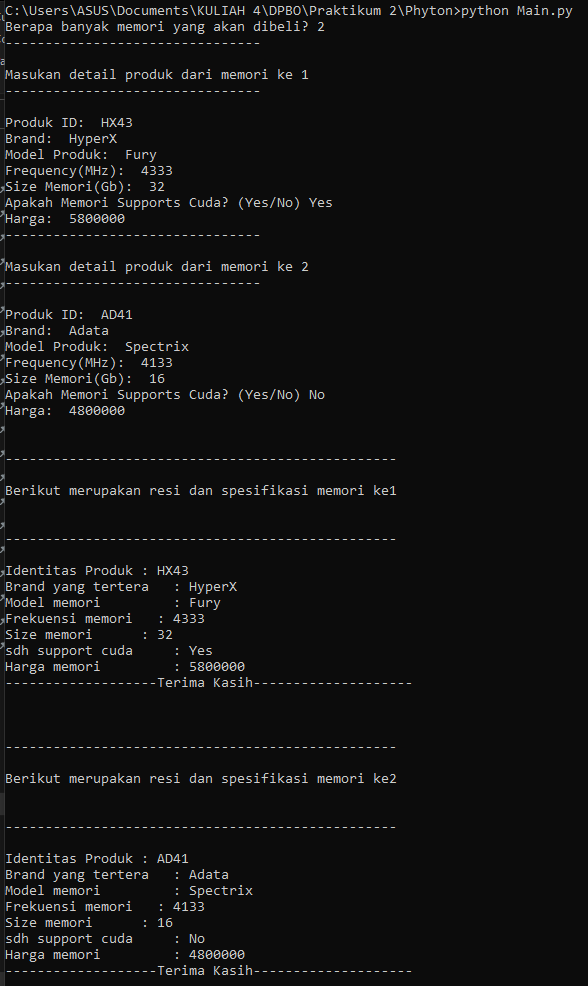 C:\Users\ASUS\Documents\KULIAH 4\DPBO\Praktikum 2\Phyton>python Main.py
Berapa banyak memori yang akan dibeli? 2
--------------------------------
Masukan detail produk dari memori ke 1
--------------------------------
Produk ID:  HX43
Brand:  HyperX
Model Produk:  Fury
Frequency(MHz):  4333
Size Memori(Gb):  32
Apakah Memori Supports Cuda? (Yes/No) Yes
Harga:  5800000
--------------------------------
Masukan detail produk dari memori ke 2
--------------------------------
Produk ID:  AD41
Brand:  Adata
Model Produk:  Spectrix
Frequency(MHz):  4133
Size Memori(Gb):  16
Apakah Memori Supports Cuda? (Yes/No) No
Harga:  4800000
-------------------------------------------------
Berikut merupakan resi dan spesifikasi memori ke1
-------------------------------------------------
Identitas Produk : HX43
Brand yang tertera   : HyperX
Model memori         : Fury
Frekuensi memori   : 4333
Size memori      : 32
sdh support cuda     : Yes
Harga memori         : 5800000
-------------------Terima Kasih--------------------
-------------------------------------------------
Berikut merupakan resi dan spesifikasi memori ke2
-------------------------------------------------
Identitas Produk : AD41
Brand yang tertera   : Adata
Model memori         : Spectrix
Frekuensi memori   : 4133
Size memori      : 16
sdh support cuda     : No
Harga memori         : 4800000
-------------------Terima Kasih--------------------